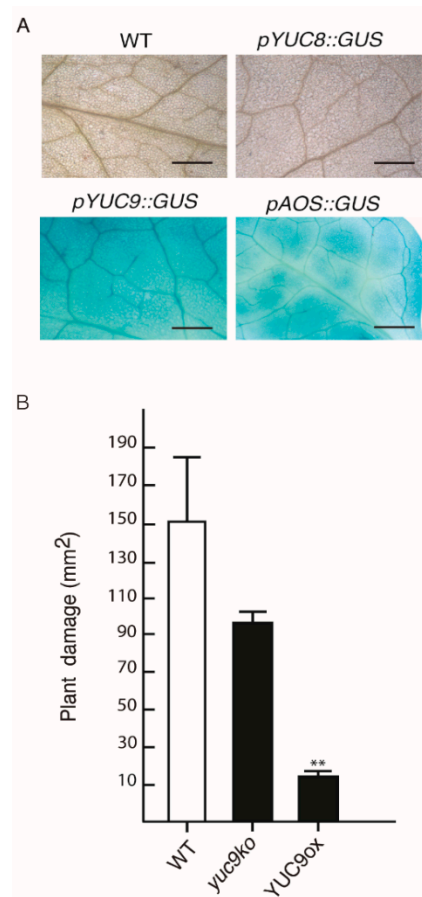 A
WT
pYUC8::GUS
pYUC9::GUS
pAOS::GUS
B
Plant damage (mm2)
190
170
150
130
110
90
70
50
30
10
**
WT
yuc9ko
YUC9ox